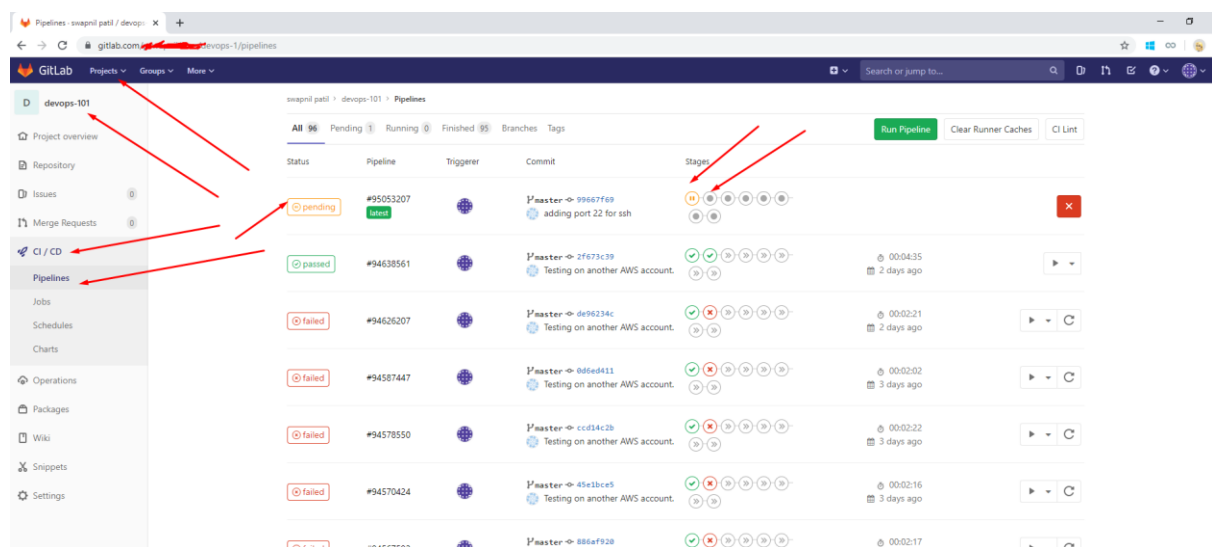 Pipelines · swapnil patil / devops
gitlab.com/
devops-1/pipelines
GitLab Projects Groups More Search or jump to...
D devops-101
Project overview
Repository
Issues 0
Merge Requests 0
CI / CD
Pipelines
Jobs
Schedules
Charts
Operations
Packages
Wiki
Snippets
Settings
swapnil patil › devops-101 › Pipelines
All 96 Pending 1 Running 0 Finished 95 Branches Tags Run Pipeline Clear Runner Caches CI Lint
Status Pipeline Triggerer Commit Stages
pending #95053207 master 99667f69
latest adding port 22 for ssh
passed #94638561 master 2f673c39 00:04:35
Testing on another AWS account. 2 days ago
failed #94626207 master de96234c 00:02:21
Testing on another AWS account. 2 days ago
failed #94587447 master 0d6ed411 00:02:02
Testing on another AWS account. 3 days ago
failed #94578550 master ccd14c2b 00:02:22
Testing on another AWS account. 3 days ago
failed #94570424 master 45e1bce5 00:02:16
Testing on another AWS account. 3 days ago
master 886af920 00:02:17